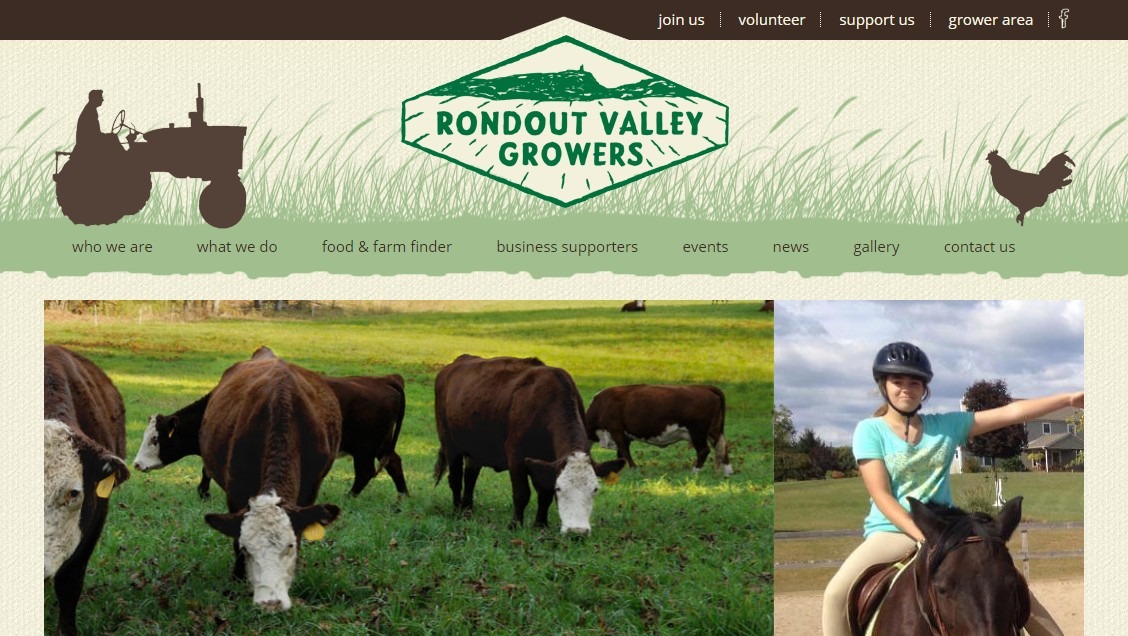 join us volunteer support us grower area
RONDOUT VALLEY
GROWERS
who we are what we do food & farm finder business supporters events news gallery contact us